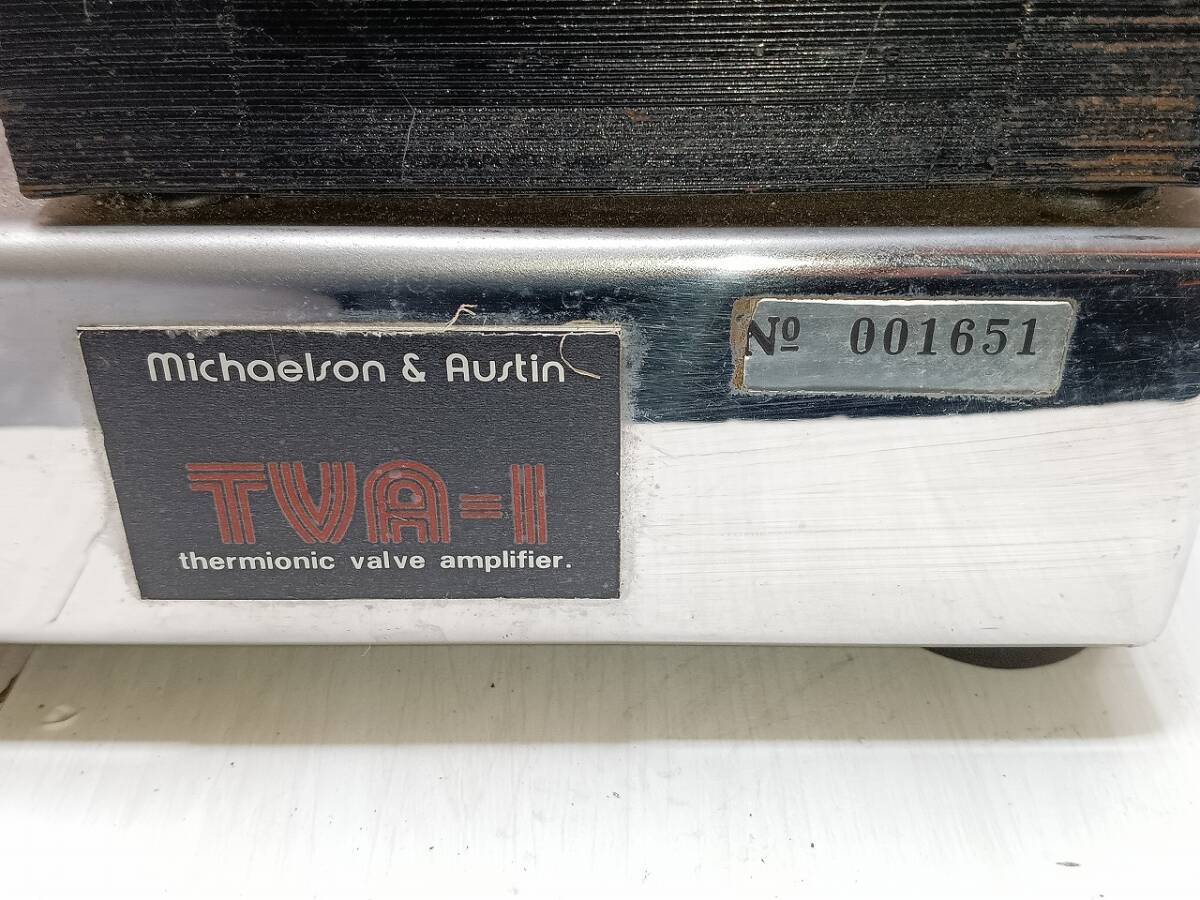 Michaelson & Austin
TVA-1
thermionic valve amplifier.
Nº 001651